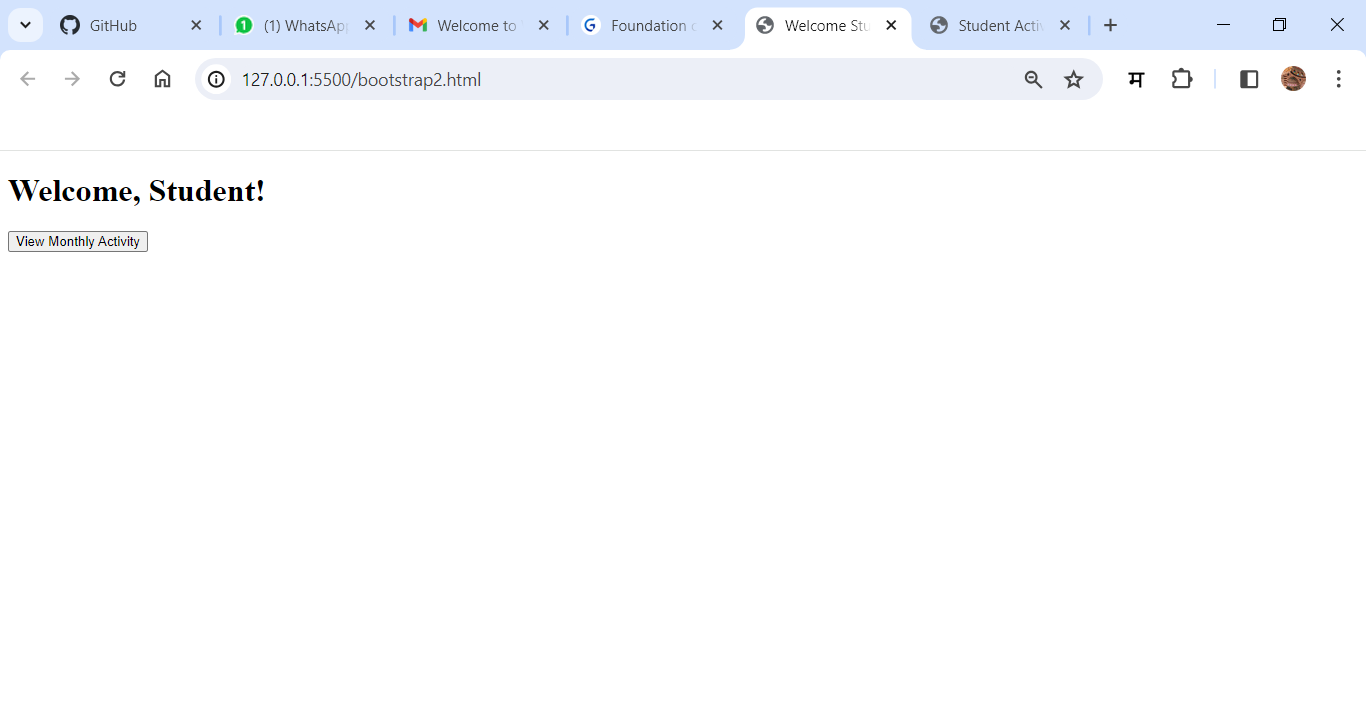 GitHub
1 (1) WhatsApp
Welcome to
Foundation
Welcome Stu
Student Activ
127.0.0.1:5500/bootstrap2.html
म
Welcome, Student!
View Monthly Activity